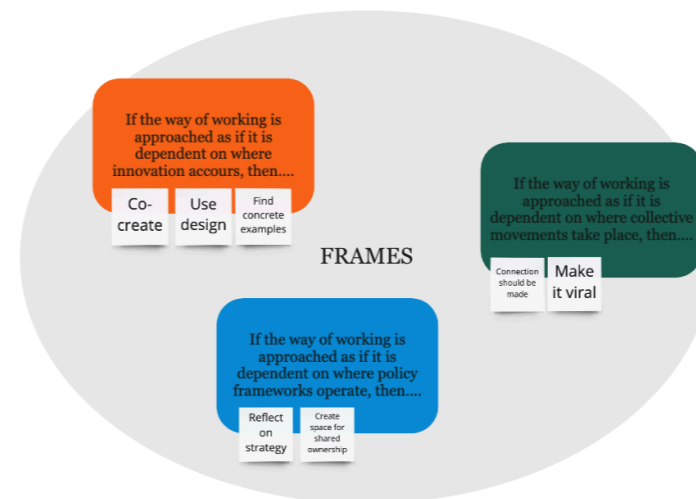 If the way of working is
approached as if it is
dependent on where
innovation accours, then....
Co-
create
Use
design
Find
concrete
examples
If the way of working is
approached as if it is
dependent on where collective
movements take place, then....
Connection
should be
made
Make
it viral
FRAMES
If the way of working is
approached as if it is
dependent on where policy
frameworks operate, then....
Reflect
on
strategy
Create
space for
shared
ownership